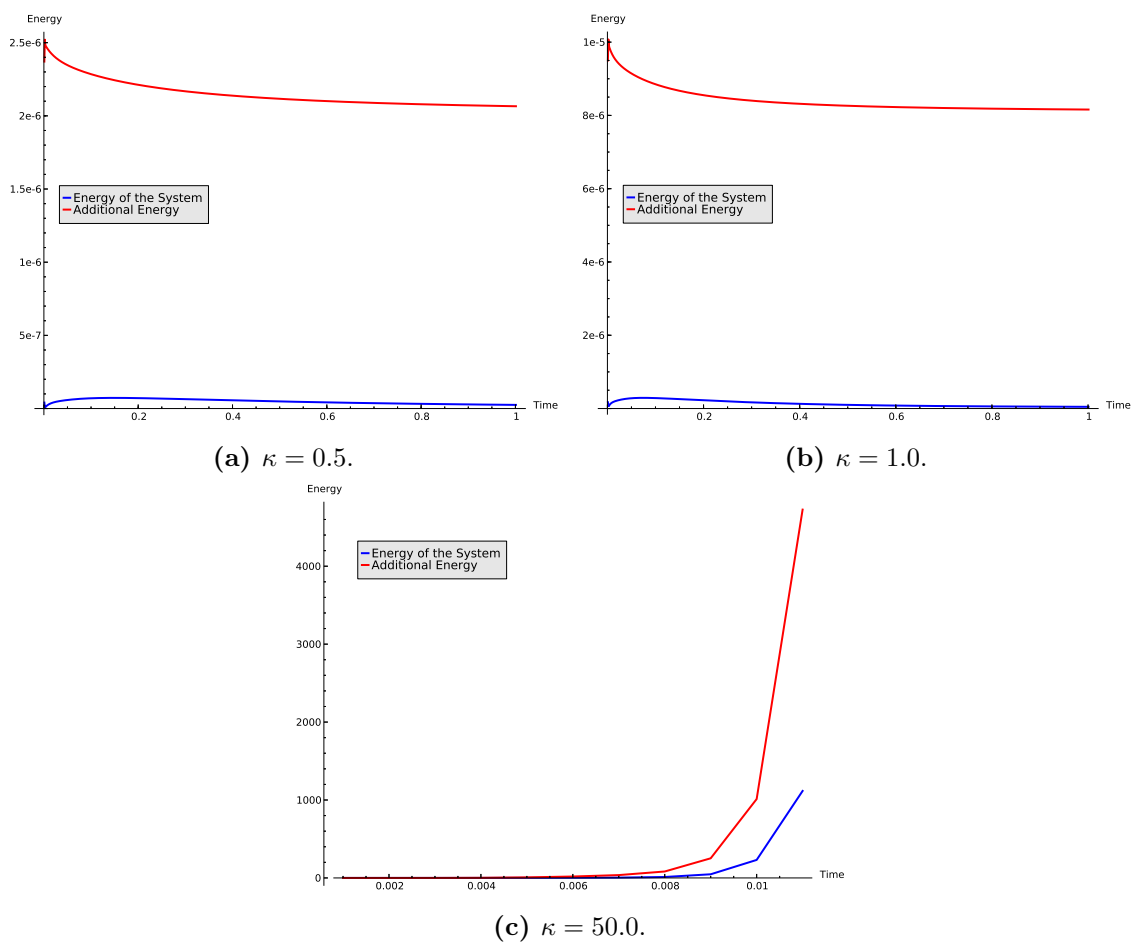 Energy
2.5e-6
2e-6
1.5e-6
1e-6
5e-7
Energy of the System
Additional Energy
0.2 0.4 0.6 0.8 1
Time
(a) κ = 0.5.
Energy
1e-5
8e-6
6e-6
4e-6
2e-6
Energy of the System
Additional Energy
0.2 0.4 0.6 0.8 1
Time
(b) κ = 1.0.
Energy
4000
3000
2000
1000
0
Energy of the System
Additional Energy
0.002 0.004 0.006 0.008 0.01
Time
(c) κ = 50.0.